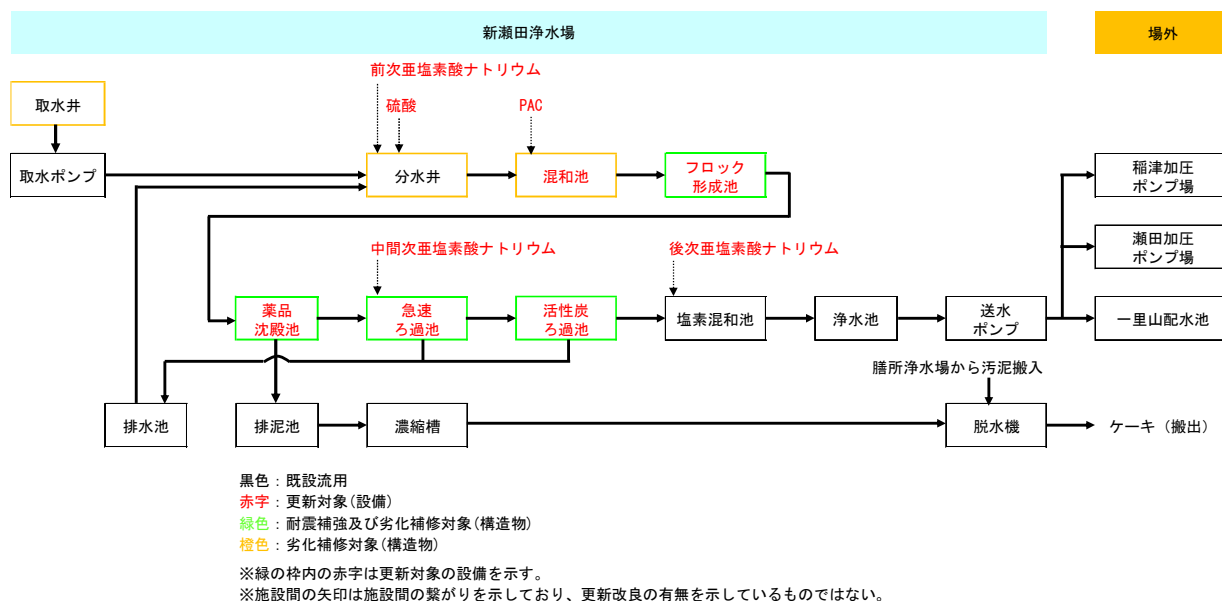 新瀬田浄水場
場外
前次亜塩素酸ナトリウム
硫酸
PAC
取水井
取水ポンプ
分水井
混和池
フロック
形成池
稲津加圧
ポンプ場
瀬田加圧
ポンプ場
中間次亜塩素酸ナトリウム
後次亜塩素酸ナトリウム
薬品
沈殿池
急速
ろ過池
活性炭
ろ過池
塩素混和池
浄水池
送水
ポンプ
一里山配水池
膳所浄水場から汚泥搬入
排水池
排泥池
濃縮槽
脱水機
ケーキ（搬出）
黒色：既設流用
赤字：更新対象(設備)
緑色：耐震補強及び劣化補修対象(構造物)
橙色：劣化補修対象(構造物)
※緑の枠内の赤字は更新対象の設備を示す。
※施設間の矢印は施設間の繋がりを示しており、更新改良の有無を示しているものではない。